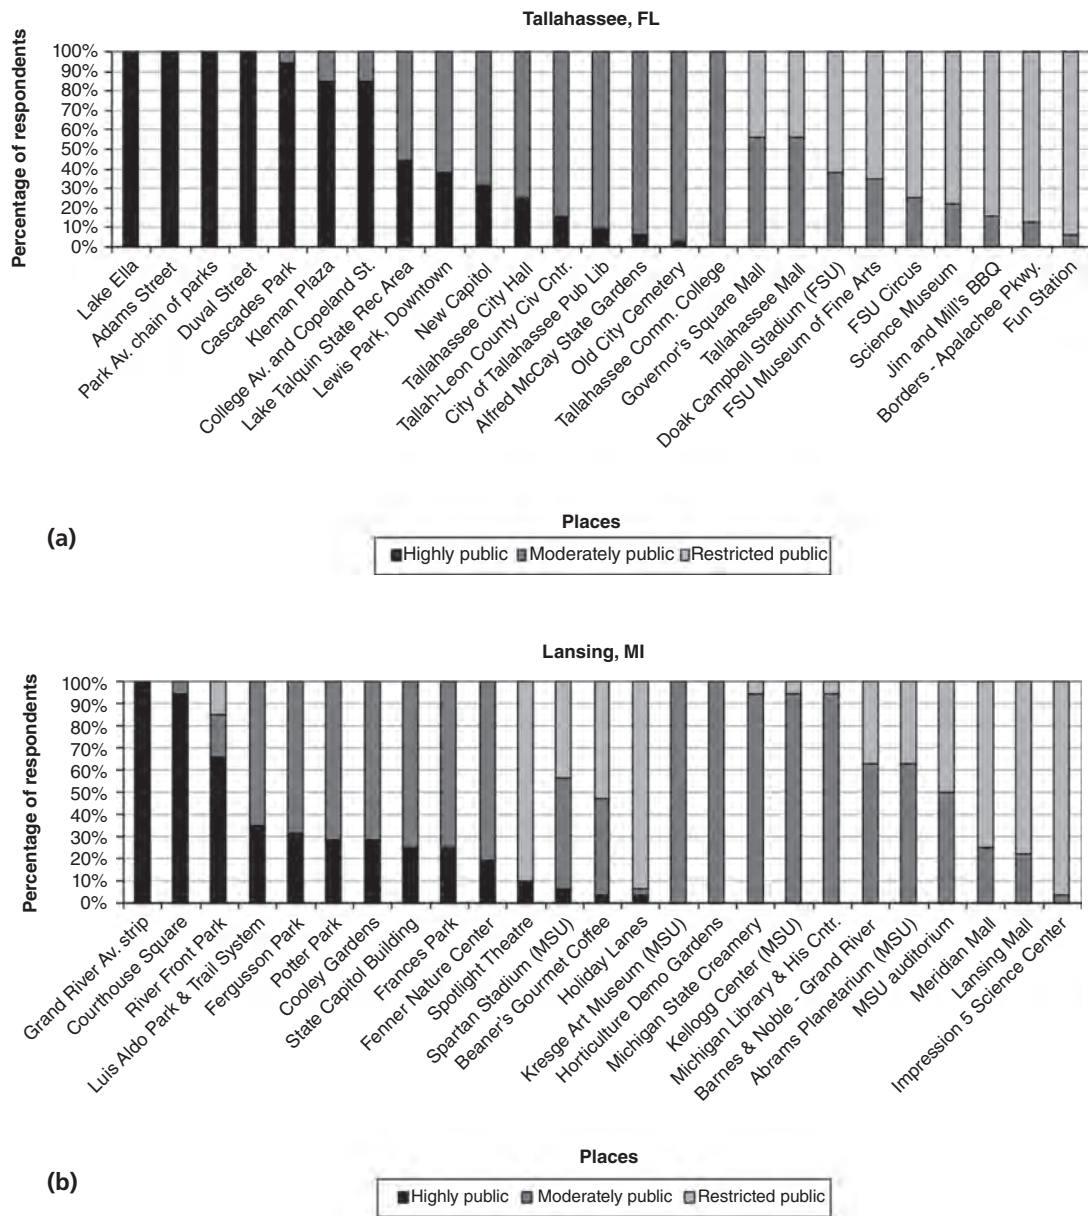 Tallahassee, FL
Percentage of respondents
100%
90%
80%
70%
60%
50%
40%
30%
20%
10%
0%
Lake Ella
Adams Street
Park Av. chain of parks
Duval Street
Cascades Park
Kleman Plaza
College Av. and Copeland St.
Lake Talquin State Rec Area
Lewis Park, Downtown
New Capitol
Tallahassee City Hall
Tallah-Leon County Civ Cntr.
City of Tallahassee Pub Lib
Alfred McCay State Gardens
Old City Cemetery
Tallahassee Comm. College
Governor's Square Mall
Tallahassee Mall
Doak Campbell Stadium (FSU)
FSU Museum of Fine Arts
FSU Circus
Science Museum
Jim and Mill's BBQ
Borders - Apalachee Pkwy.
Fun Station
(a)
Places
Highly public Moderately public Restricted public
Lansing, MI
Percentage of respondents
100%
90%
80%
70%
60%
50%
40%
30%
20%
10%
0%
Grand River Av. strip
Courthouse Square
River Front Park
Luis Aldo Park & Trail System
Fergusson Park
Potter Park
Cooley Gardens
State Capitol Building
Frances Park
Fenner Nature Center
Spotlight Theatre
Spartan Stadium (MSU)
Beaner's Gourmet Coffee
Holiday Lanes
Kresge Art Museum (MSU)
Horticulture Demo Gardens
Michigan State Creamery
Kellogg Center (MSU)
Michigan Library & His Cntr.
Barnes & Noble - Grand River
Abrams Planetarium (MSU)
MSU auditorium
Meridian Mall
Lansing Mall
Impression 5 Science Center
(b)
Places
Highly public Moderately public Restricted public